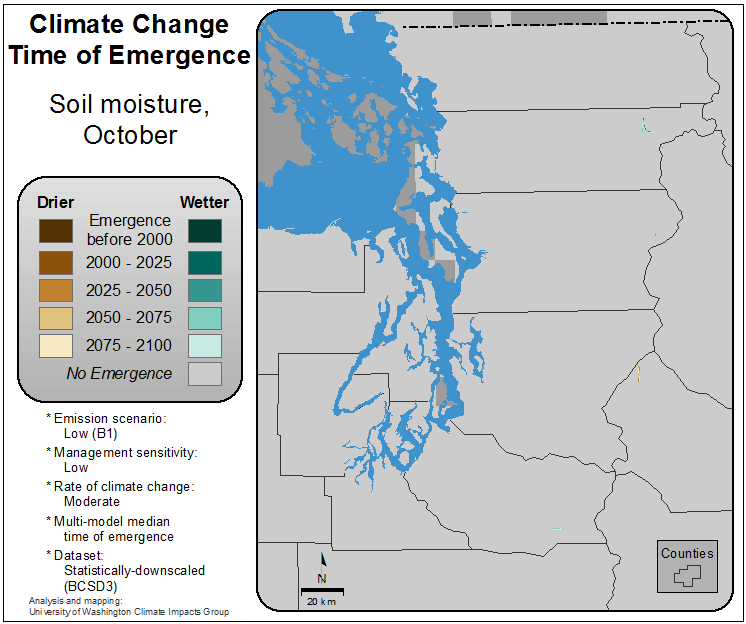 Climate Change
Time of Emergence
Soil moisture,
October
Drier
Wetter
Emergence
before 2000
2000 - 2025
2025 - 2050
2050 - 2075
2075 - 2100
No Emergence
* Emission scenario:
Low (B1)
* Management sensitivity:
Low
* Rate of climate change:
Moderate
* Multi-model median
time of emergence
* Dataset:
Statistically-downscaled
(BCSD3)
Analysis and mapping:
University of Washington Climate Impacts Group
N
20 km
Counties